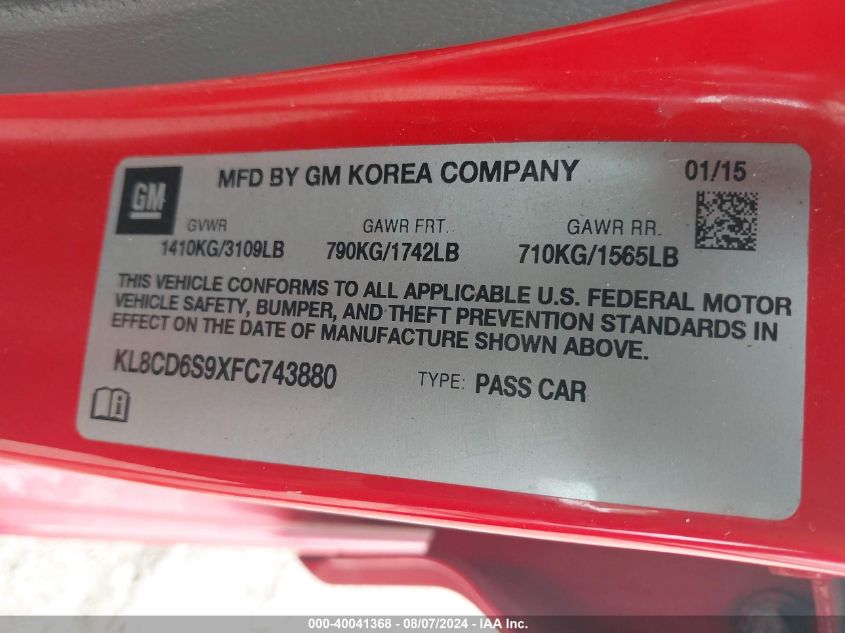 GM
MFD BY GM KOREA COMPANY
01/15
GVWR
GAWR FRT.
GAWR RR.
1410KG/3109LB
790KG/1742LB
710KG/1565LB
THIS VEHICLE CONFORMS TO ALL APPLICABLE U.S. FEDERAL MOTOR
VEHICLE SAFETY, BUMPER, AND THEFT PREVENTION STANDARDS IN
EFFECT ON THE DATE OF MANUFACTURE SHOWN ABOVE.
KL8CD6S9XFC743880
TYPE: PASS CAR
000-40041368 - 08/07/2024 - IAA Inc.